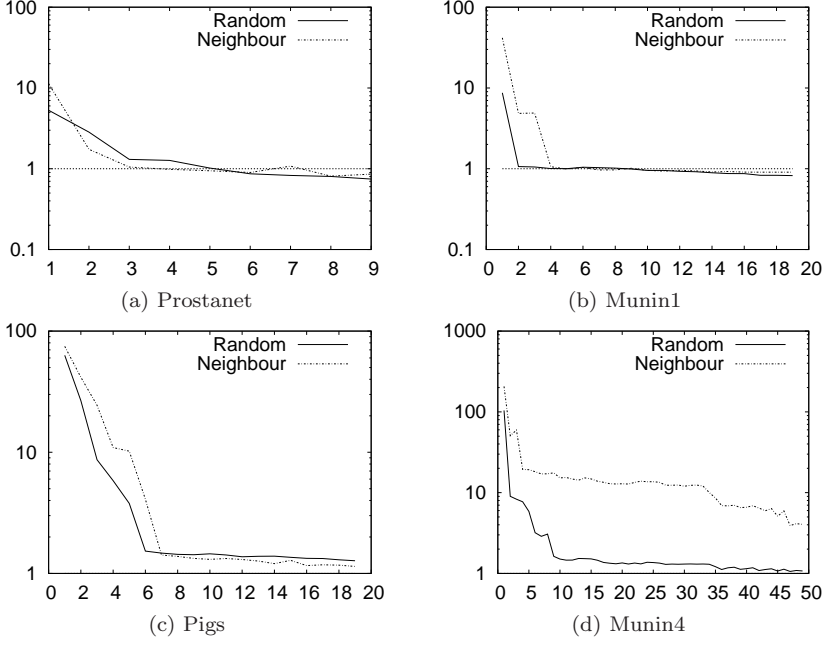 100
10
1
0.1
Random
Neighbour
1 2 3 4 5 6 7 8 9
(a) Prostanet
100
10
1
0.1
Random
Neighbour
0 2 4 6 8 10 12 14 16 18 20
(b) Munin1
100
10
1
Random
Neighbour
0 2 4 6 8 10 12 14 16 18 20
(c) Pigs
1000
100
10
1
Random
Neighbour
0 5 10 15 20 25 30 35 40 45 50
(d) Munin4